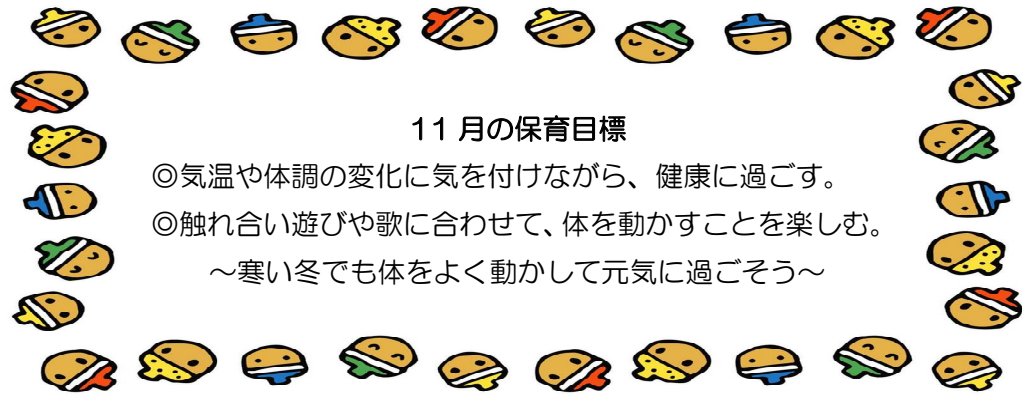 11月の保育目標
◎気温や体調の変化に気を付けながら、健康に過ごす。
◎触れ合い遊びや歌に合わせて、体を動かすことを楽しむ。
～寒い冬でも体をよく動かして元気に過ごそう～